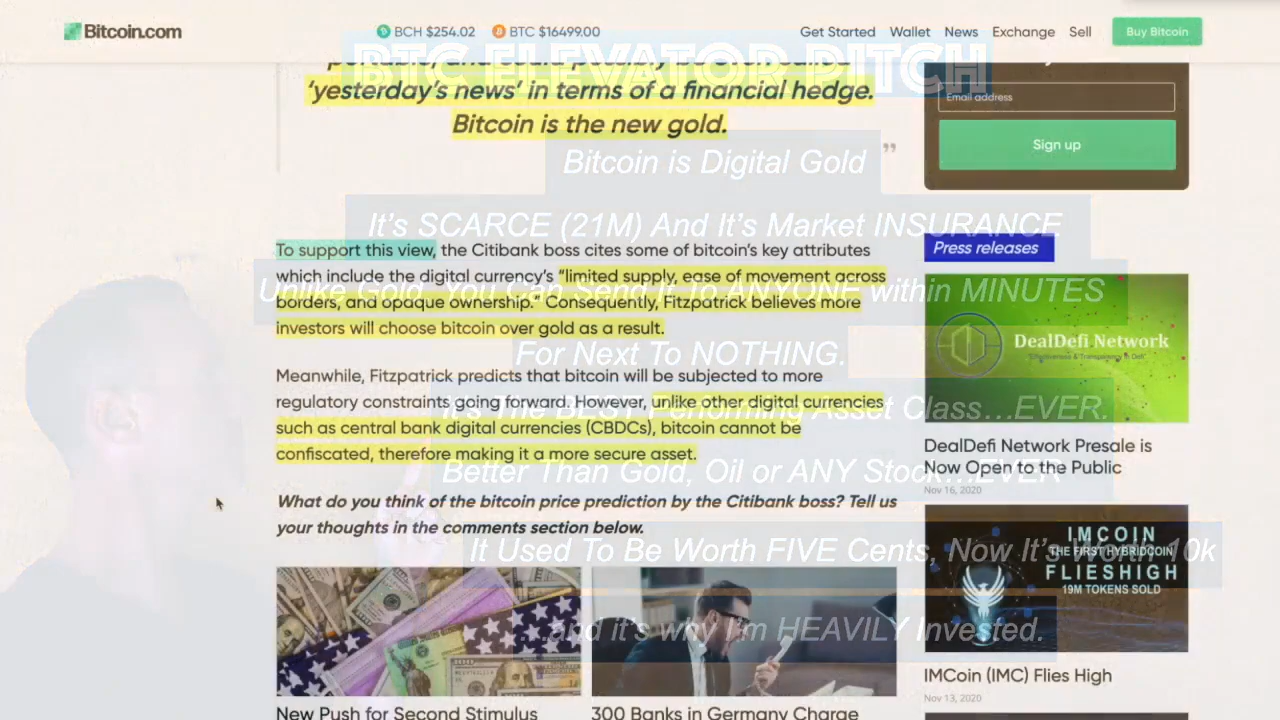 Bitcoin.com
BCH $254.02 BTC $16499.00
Get Started Wallet News Exchange Sell Buy Bitcoin
BTC ELEVATOR PITCH
'yesterday's news' in terms of a financial hedge.
Bitcoin is the new gold.
"
Email address
Sign up
Bitcoin is Digital Gold
It's SCARCE (21M) And It's Market INSURANCE
Unlike Gold, You Can Send It To ANYONE within MINUTES
For Next To NOTHING.
It's The BEST Performing Asset Class...EVER.
Better Than Gold, Oil or ANY Stock...EVER
It Used To Be Worth FIVE Cents, Now It's Worth 10k
...and it's why I'm HEAVILY Invested.
To support this view, the Citibank boss cites some of bitcoin's key attributes
which include the digital currency's "limited supply, ease of movement across
borders, and opaque ownership." Consequently, Fitzpatrick believes more
investors will choose bitcoin over gold as a result.
Meanwhile, Fitzpatrick predicts that bitcoin will be subjected to more
regulatory constraints going forward. However, unlike other digital currencies
such as central bank digital currencies (CBDCs), bitcoin cannot be
confiscated, therefore making it a more secure asset.
What do you think of the bitcoin price prediction by the Citibank boss? Tell us
your thoughts in the comments section below.
New Push for Second Stimulus
300 Banks in Germany Charge
Press releases
DealDefi Network
"Effectiveness & Transparency in Defi"
DealDefi Network Presale is
Now Open to the Public
Nov 16, 2020
IMCOIN
THE FIRST HYBRIDCOIN
FLIESHIGH
19M TOKENS SOLD
IMCoin (IMC) Flies High
Nov 13, 2020